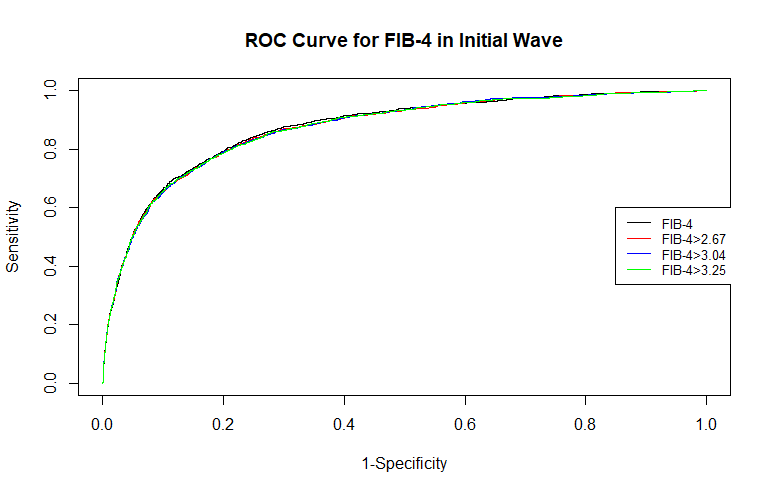 ROC Curve for FIB-4 in Initial Wave
Sensitivity
1.0
0.8
0.6
0.4
0.2
0.0
FIB-4
FIB-4>2.67
FIB-4>3.04
FIB-4>3.25
0.0 0.2 0.4 0.6 0.8 1.0
1-Specificity